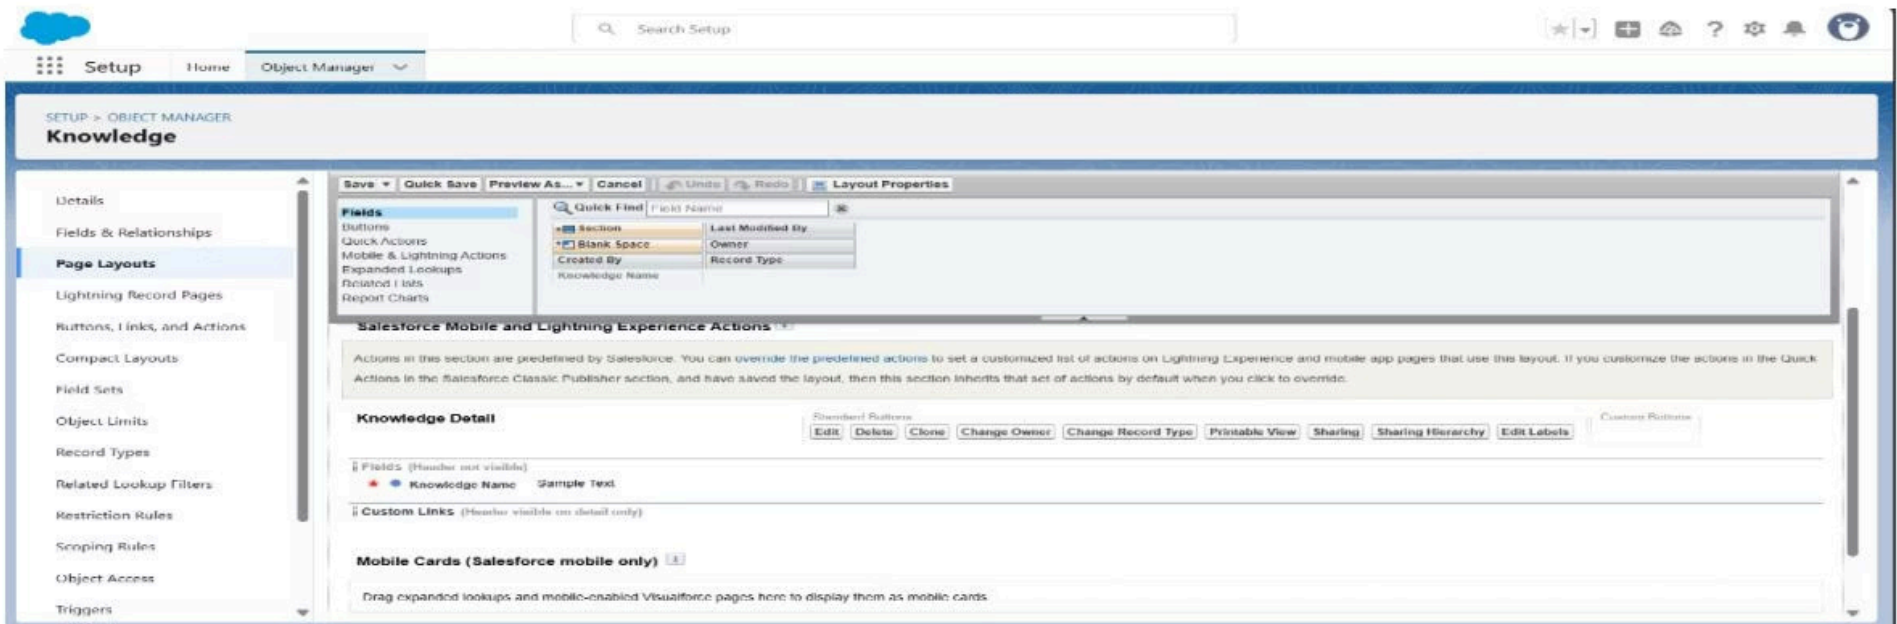 Search Setup
Setup Home Object Manager
SETUP > OBJECT MANAGER
Knowledge
Details
Fields & Relationships
Page Layouts
Lightning Record Pages
Buttons, Links, and Actions
Compact Layouts
Field Sets
Object Limits
Record Types
Related Lookup Filters
Restriction Rules
Scoping Rules
Object Access
Triggers
Save Quick Save Preview As... Cancel Undo Redo Layout Properties
Fields
Buttons
Quick Actions
Mobile & Lightning Actions
Expanded Lookups
Related Lists
Report Charts
Quick Find Field Name
Section Last Modified By
Blank Space Owner
Created By Record Type
Knowledge Name
Salesforce Mobile and Lightning Experience Actions
Actions in this section are predefined by Salesforce. You can override the predefined actions to set a customized list of actions on Lightning Experience and mobile app pages that use this layout. If you customize the actions in the Quick
Actions in the Salesforce Classic Publisher section, and have saved the layout, then this section inherits that set of actions by default when you click to override.
Knowledge Detail
Standard Buttons
Edit Delete Clone Change Owner Change Record Type Printable View Sharing Sharing Hierarchy Edit Labels
Custom Buttons
Fields (Header not visible)
Knowledge Name Sample Text
Custom Links (Header visible on detail only)
Mobile Cards (Salesforce mobile only)
Drag expanded lookups and mobile-enabled Visualforce pages here to display them as mobile cards.